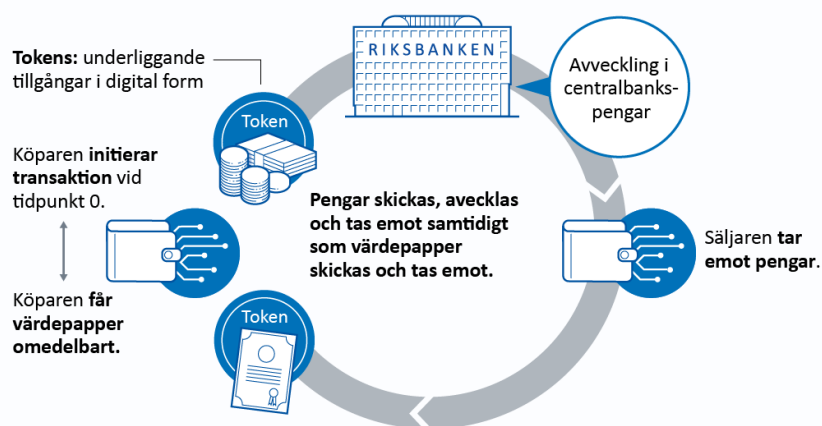 RIKSBANKEN
Tokens: underliggande
tillgångar i digital form
Avveckling i
centralbanks-
pengar
Token
Köparen initierar
transaktion vid
tidpunkt 0.
Pengar skickas, avecklas
och tas emot samtidigt
som värdepapper
skickas och tas emot.
Säljaren tar
emot pengar.
Köparen får
värdepapper
omedelbart.
Token